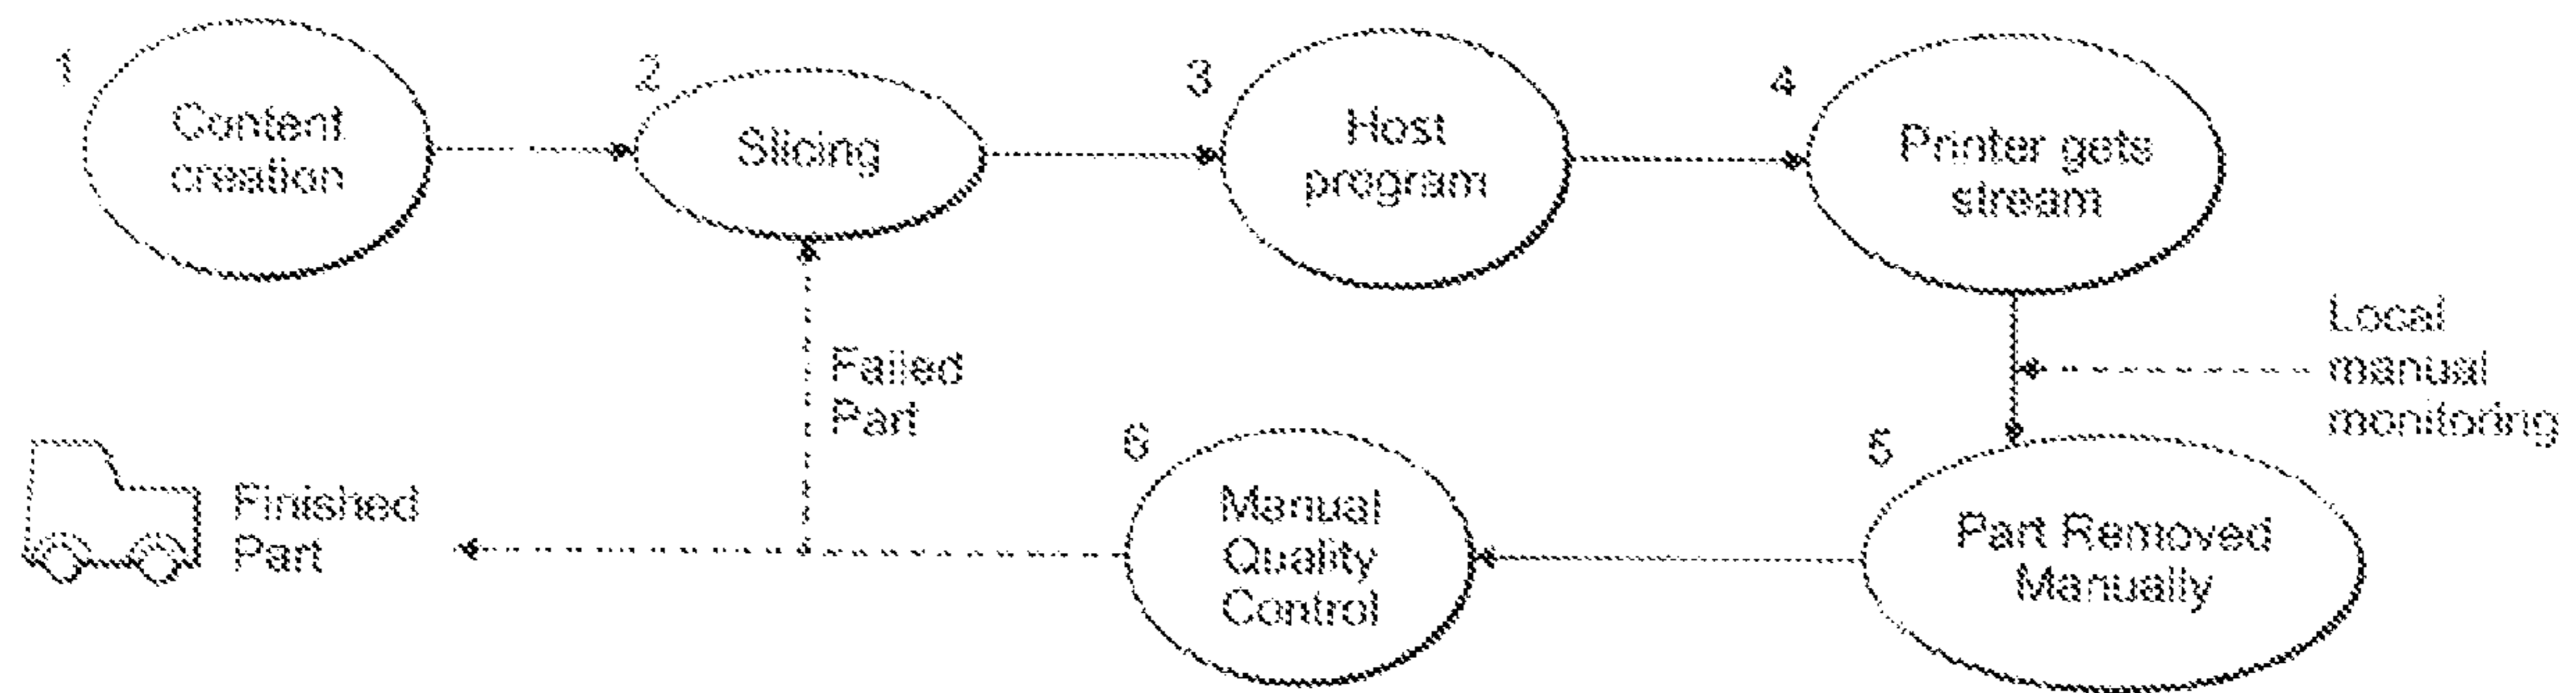 1
Content
creation
2
Slicing
3
Host
program
4
Printer gets
stream
Local
manual
monitoring
5
Part Removed
Manually
6
Manual
Quality
Control
Failed
Part
Finished
Part